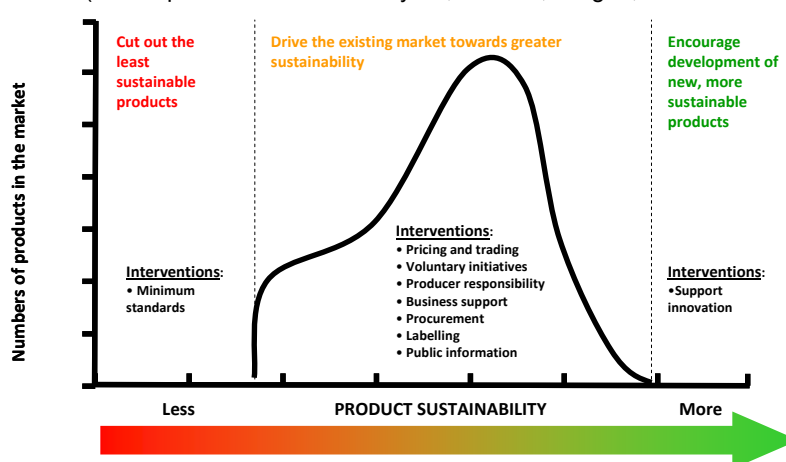 Cut out the
least
sustainable
products
Drive the existing market towards greater
sustainability
Encourage
development of
new, more
sustainable
products
Numbers of products in the market
Interventions:
• Minimum
standards
Interventions:
• Pricing and trading
• Voluntary initiatives
• Producer responsibility
• Business support
• Procurement
• Labelling
• Public information
Interventions:
•Support
innovation
Less
PRODUCT SUSTAINABILITY
More